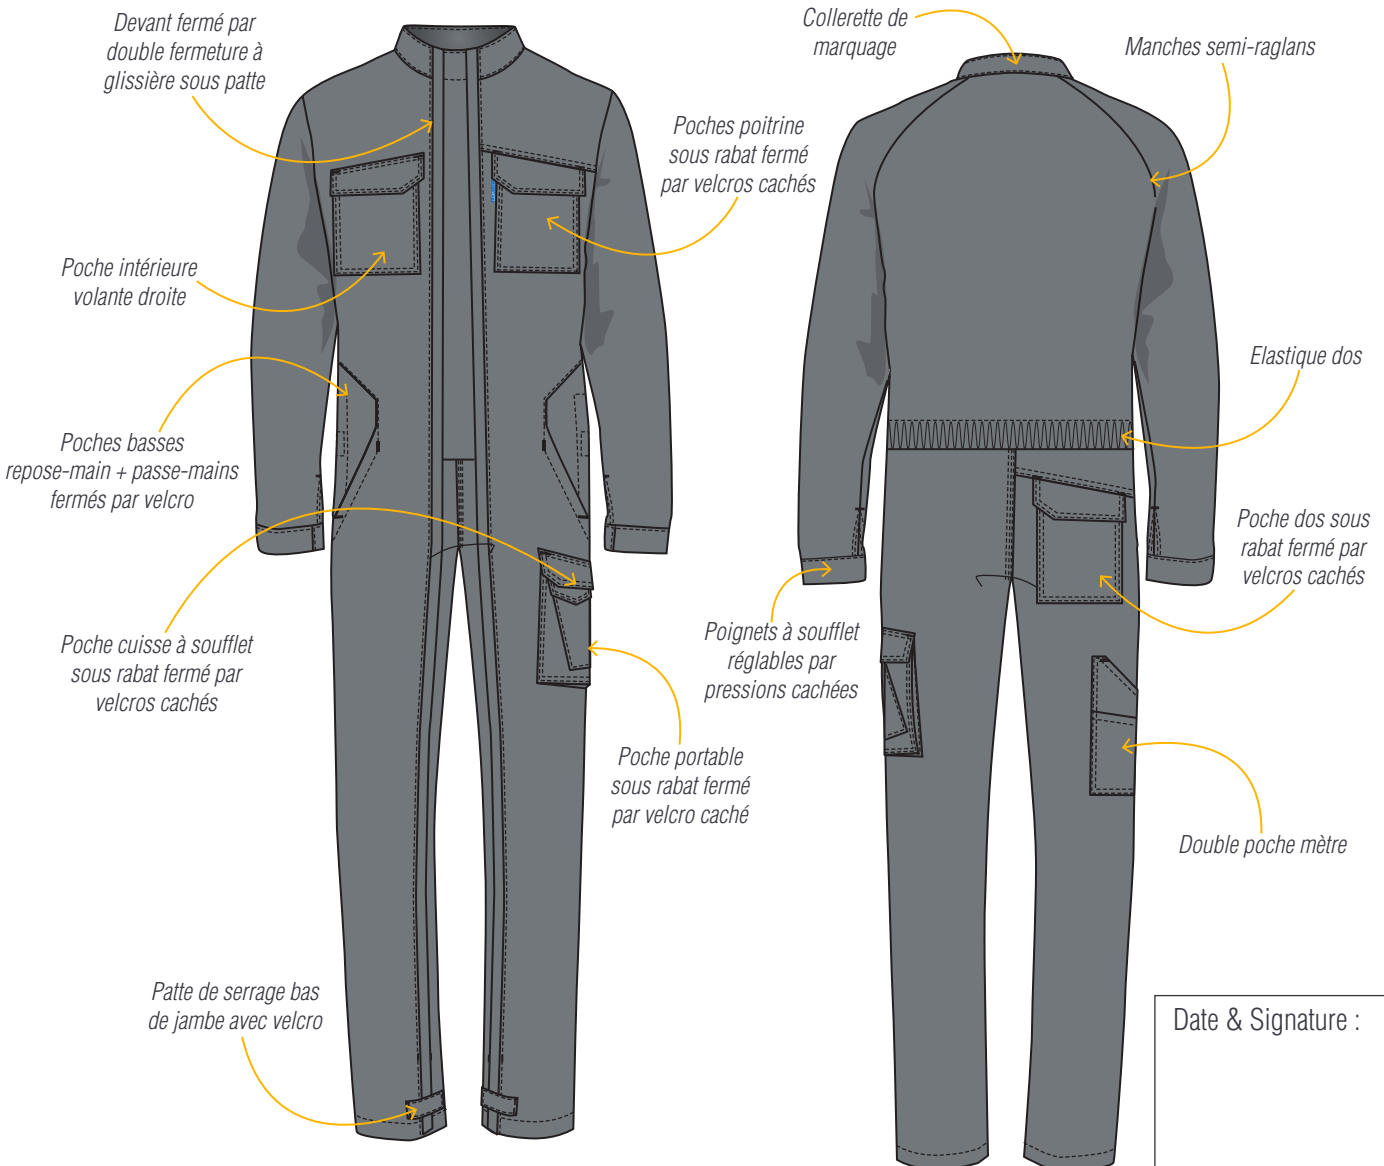 Devant fermé par
double fermeture à
glissière sous patte
Poches poitrine
sous rabat fermé
par velcros cachés
Poche intérieure
volante droite
Poches basses
repose-main + passe-mains
fermés par velcro
Poche cuisse à soufflet
sous rabat fermé par
velcros cachés
Poche portable
sous rabat fermé
par velcro caché
Patte de serrage bas
de jambe avec velcro
Collerette de
marquage
Manches semi-raglans
Elastique dos
Poche dos sous
rabat fermé par
velcros cachés
Poignets à soufflet
réglables par
pressions cachées
Double poche mètre
Date & Signature :